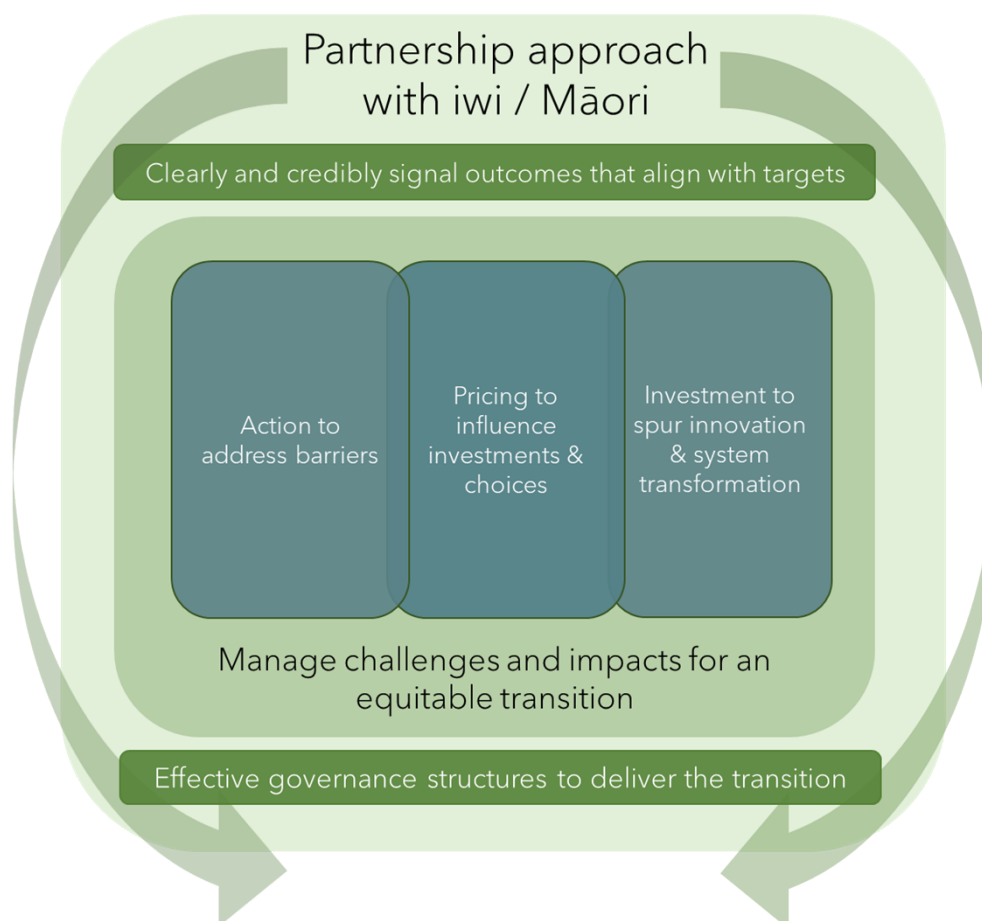 Partnership approach
with iwi / Māori
Clearly and credibly signal outcomes that align with targets
Action to
address barriers
Pricing to
influence
investments &
choices
Investment to
spur innovation
& system
transformation
Manage challenges and impacts for an
equitable transition
Effective governance structures to deliver the transition